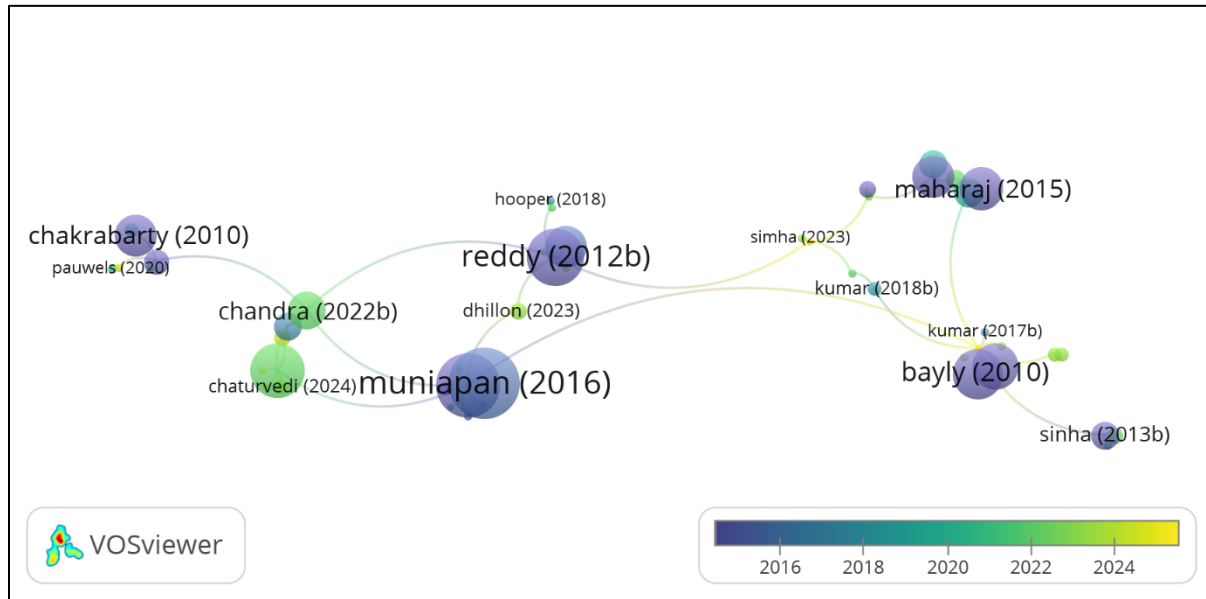 maharaj (2015)
hooper (2018)
chakrabarty (2010)
simha (2023)
reddy (2012b)
pauwels (2020)
kumar (2018b)
chandra (2022b)
dhillon (2023)
kumar (2017b)
bayly (2010)
chaturvedi (2024)
muniapan (2016)
sinha (2013b)
VOSviewer
2016 2018 2020 2022 2024